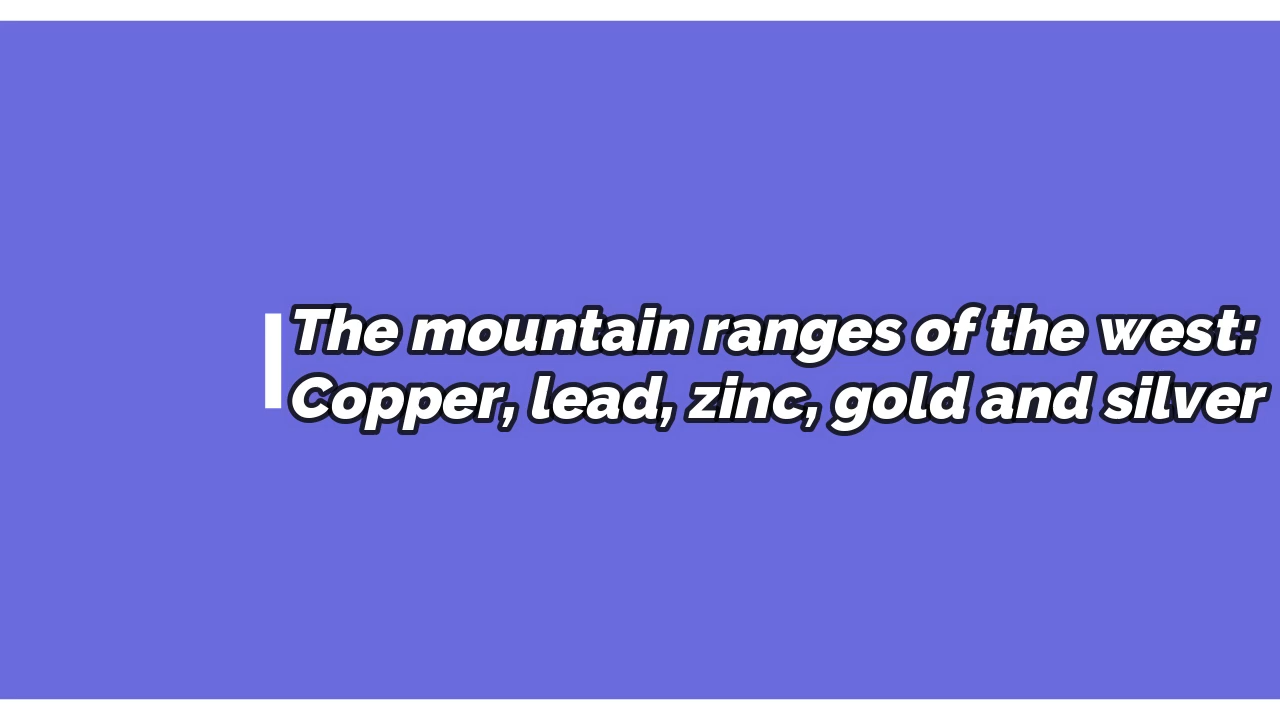 The mountain ranges of the west:
Copper, lead, zinc, gold and silver